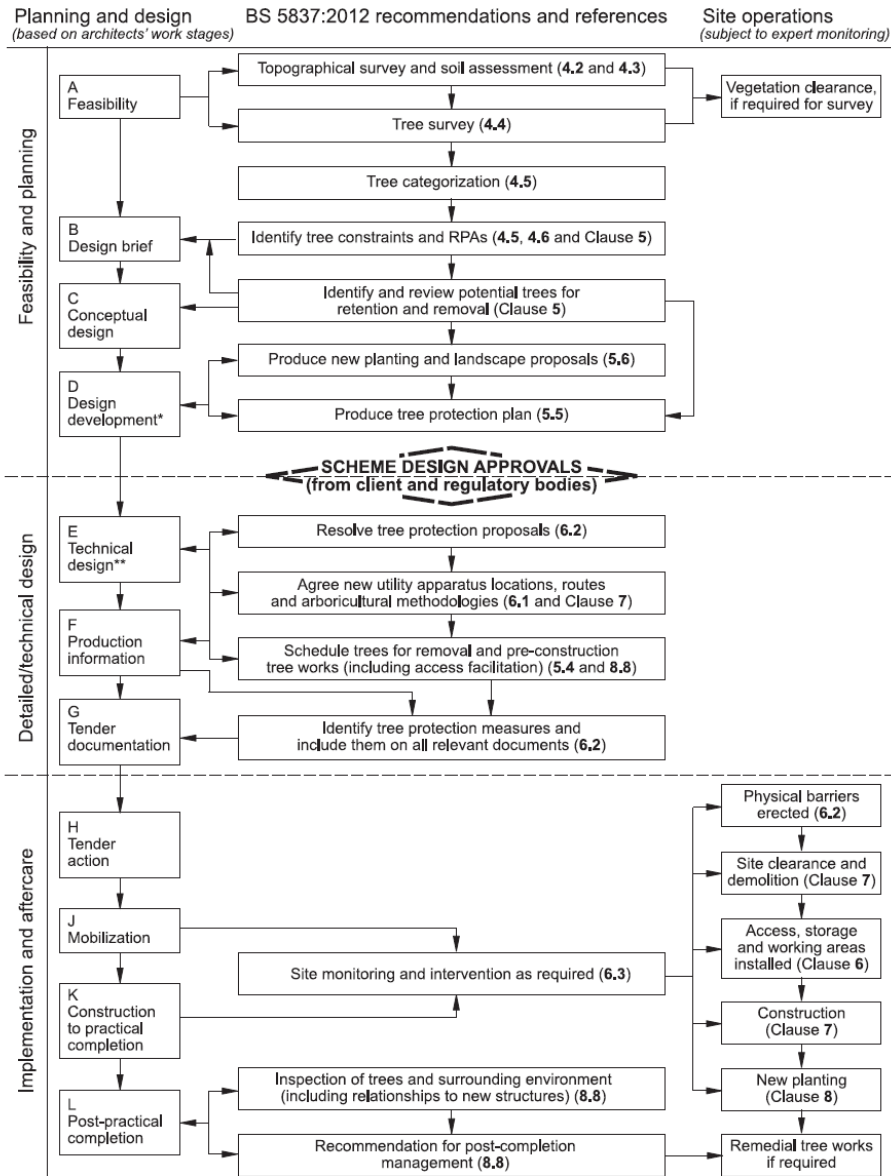 Planning and design
(based on architects' work stages)
BS 5837:2012 recommendations and references
Site operations
(subject to expert monitoring)
Feasibility and planning
A
Feasibility
Topographical survey and soil assessment (4.2 and 4.3)
Vegetation clearance,
if required for survey
Tree survey (4.4)
Tree categorization (4.5)
B
Design brief
Identify tree constraints and RPAs (4.5, 4.6 and Clause 5)
C
Conceptual
design
Identify and review potential trees for
retention and removal (Clause 5)
D
Design
development*
Produce new planting and landscape proposals (5.6)
Produce tree protection plan (5.5)
SCHEME DESIGN APPROVALS
(from client and regulatory bodies)
Detailed/technical design
E
Technical
design**
Resolve tree protection proposals (6.2)
Agree new utility apparatus locations, routes
and arboricultural methodologies (6.1 and Clause 7)
F
Production
information
Schedule trees for removal and pre-construction
tree works (including access facilitation) (5.4 and 8.8)
G
Tender
documentation
Identify tree protection measures and
include them on all relevant documents (6.2)
Implementation and aftercare
H
Tender
action
Physical barriers
erected (6.2)
Site clearance and
demolition (Clause 7)
J
Mobilization
Access, storage
and working areas
installed (Clause 6)
Site monitoring and intervention as required (6.3)
K
Construction
to practical
completion
Construction
(Clause 7)
L
Post-practical
completion
Inspection of trees and surrounding environment
(including relationships to new structures) (8.8)
New planting
(Clause 8)
Recommendation for post-completion
management (8.8)
Remedial tree works
if required